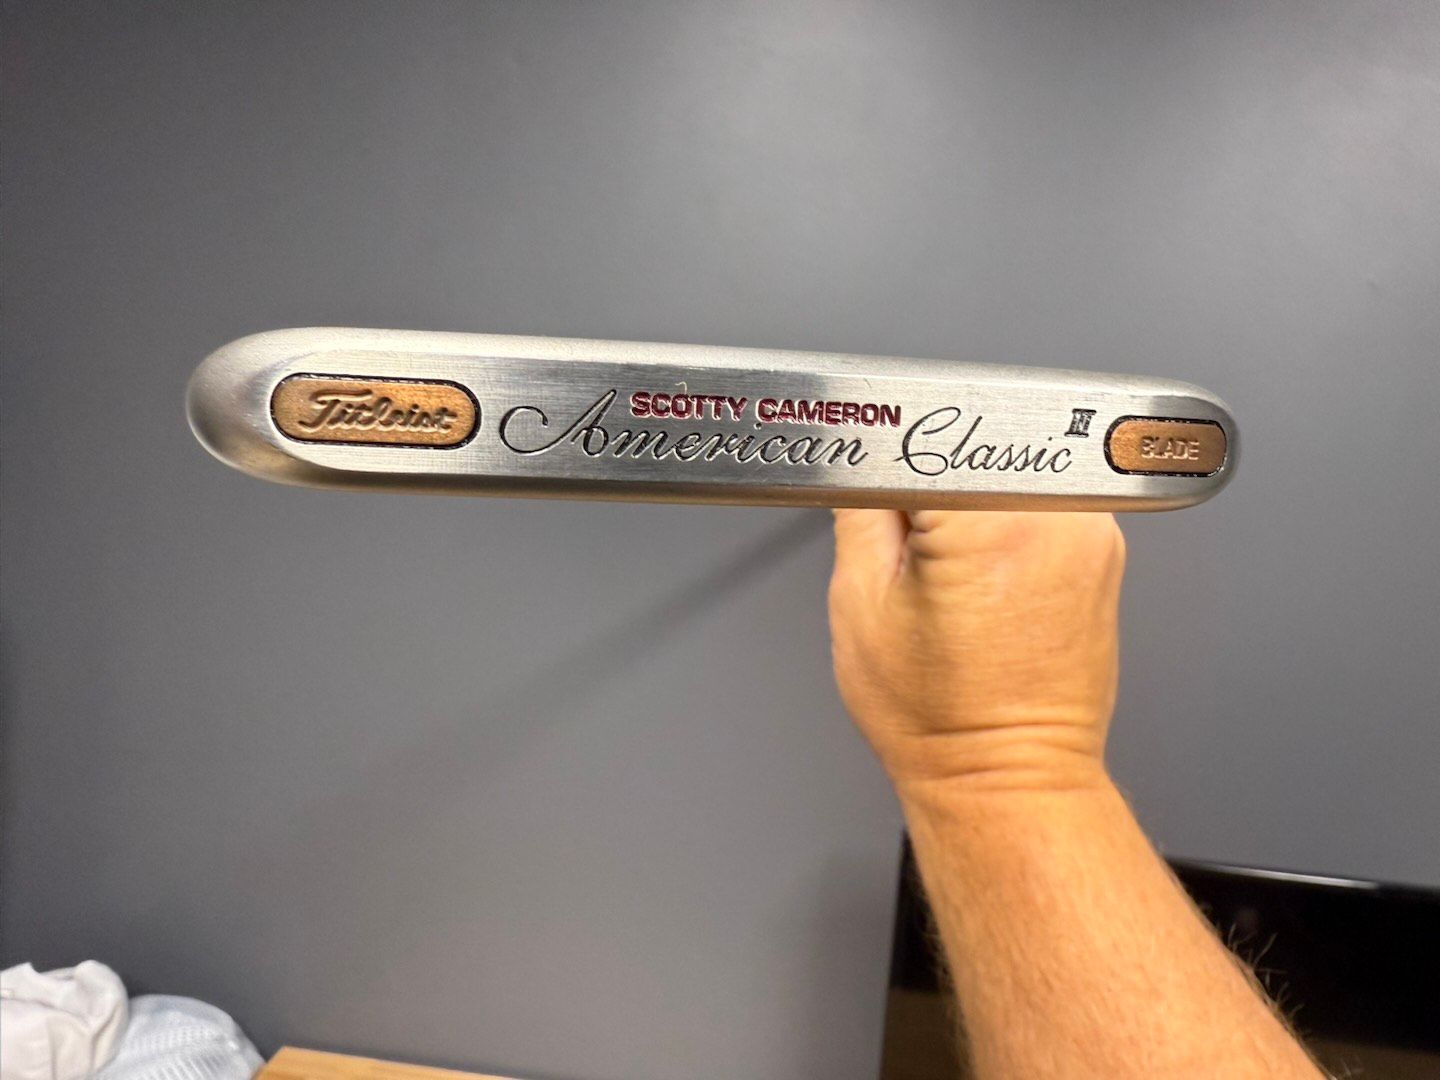 Titleist
SCOTTY CAMERON
American Classic III
BLADE